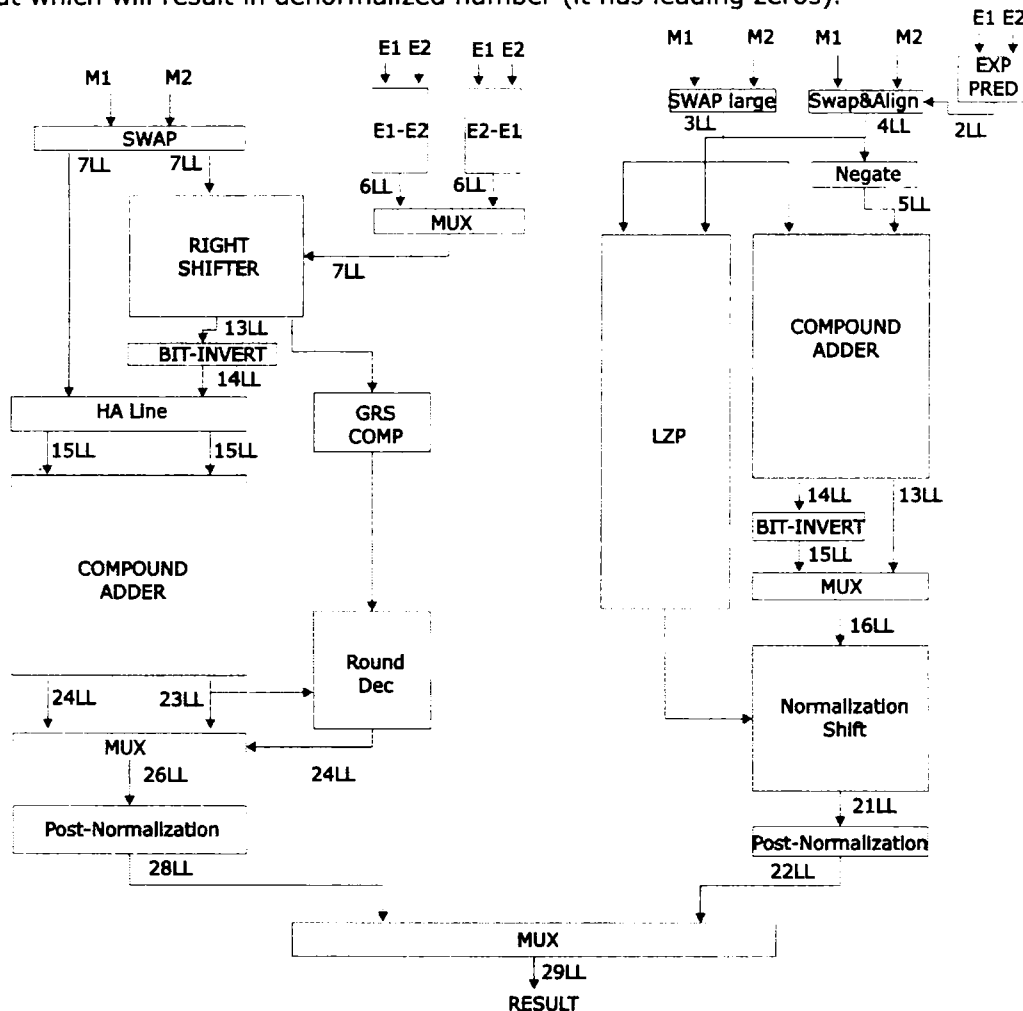 but which will result in denormalized number (it has leading zeros).
E1 E2
EXP
PRED
2LL
M1
M2
SWAP
7LL
7LL
E1 E2
E1 E2
E1-E2
E2-E1
6LL
6LL
MUX
7LL
RIGHT
SHIFTER
13LL
BIT-INVERT
14LL
HA Line
15LL
15LL
GRS
COMP
COMPOUND
ADDER
24LL
23LL
Round
Dec
24LL
MUX
26LL
Post-Normalization
28LL
M1
M2
M1
M2
SWAP large
Swap&Align
3LL
4LL
Negate
5LL
LZP
COMPOUND
ADDER
14LL
13LL
BIT-INVERT
15LL
MUX
16LL
Normalization
Shift
21LL
Post-Normalization
22LL
MUX
29LL
RESULT